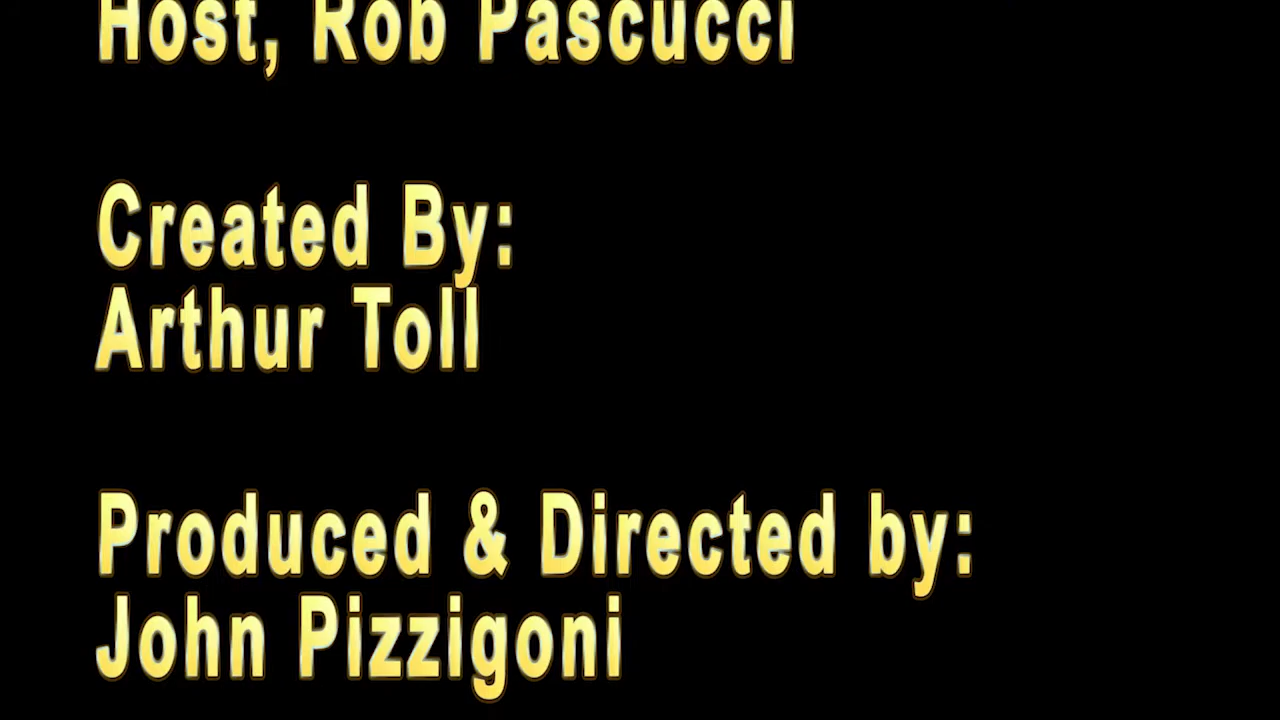 Host, Rob Pascucci
Created By:
Arthur Toll
Produced & Directed by:
John Pizzigoni